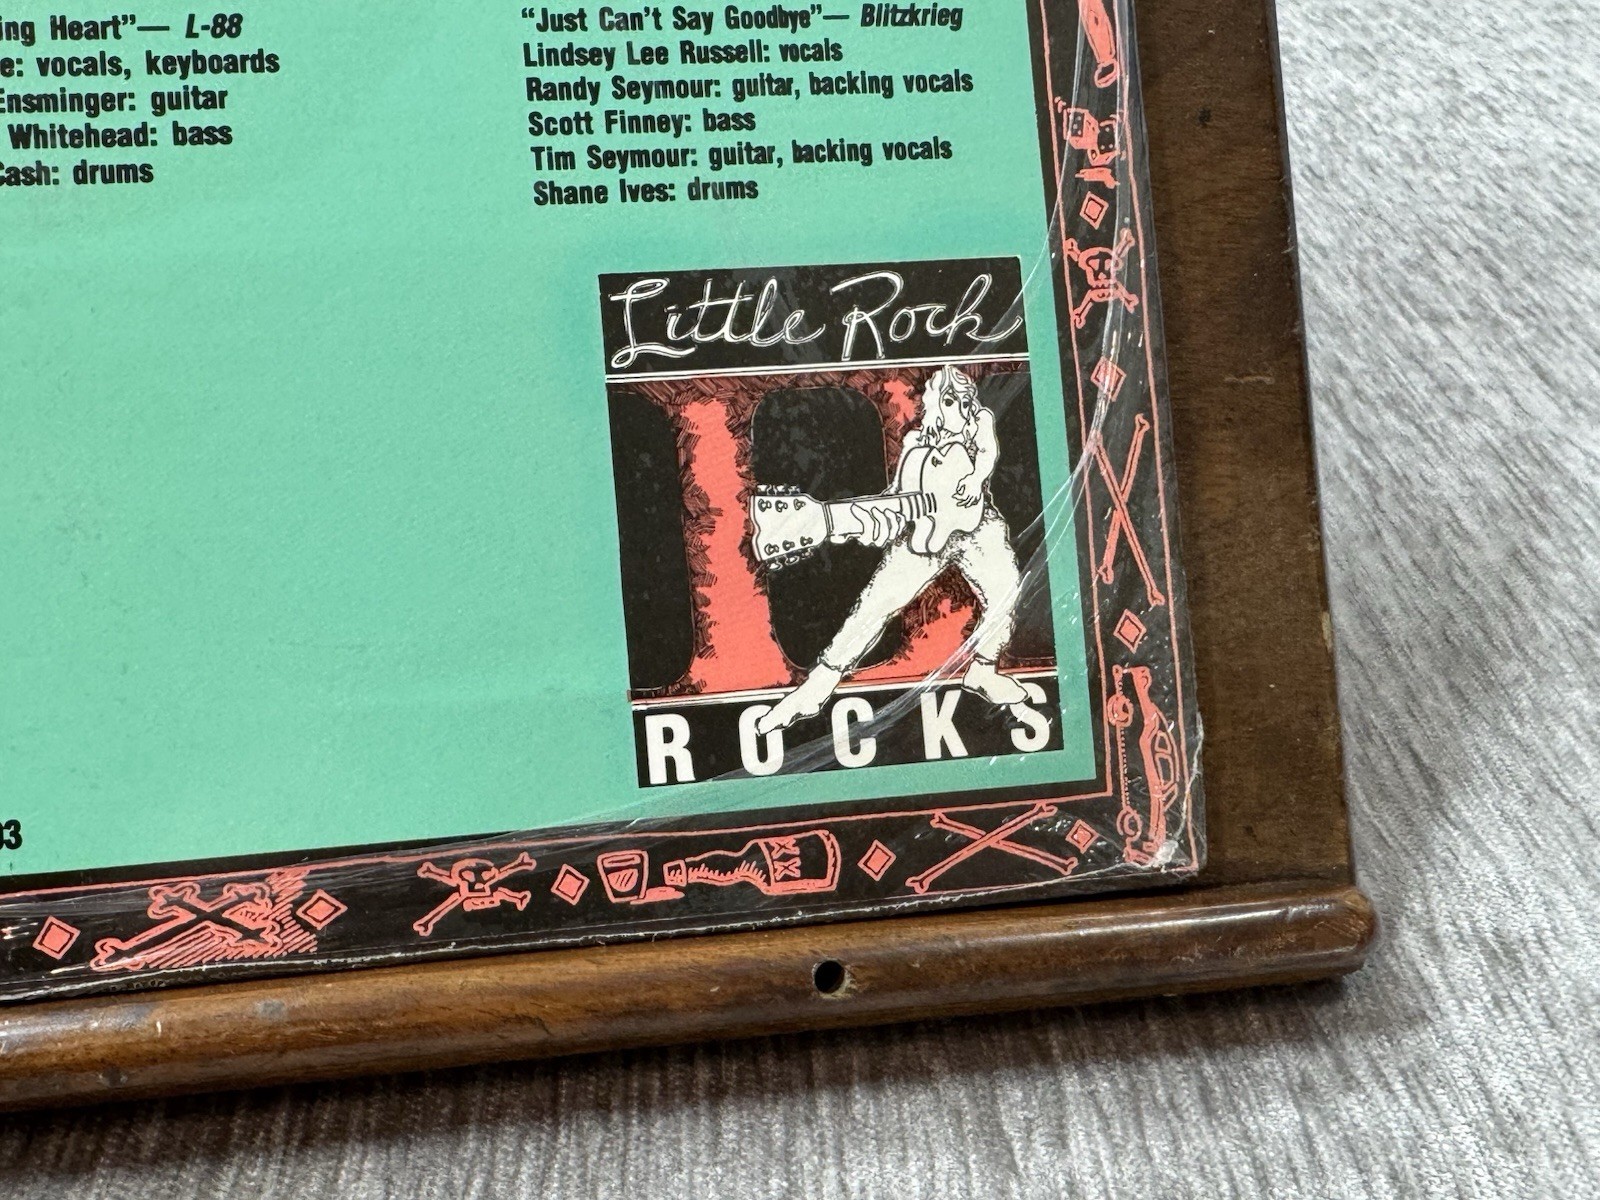 ing Heart"— L-88
e: vocals, keyboards
Ensminger: guitar
Whitehead: bass
Cash: drums
"Just Can't Say Goodbye"— Blitzkrieg
Lindsey Lee Russell: vocals
Randy Seymour: guitar, backing vocals
Scott Finney: bass
Tim Seymour: guitar, backing vocals
Shane Ives: drums
Little Rock
ROCKS
03
XX